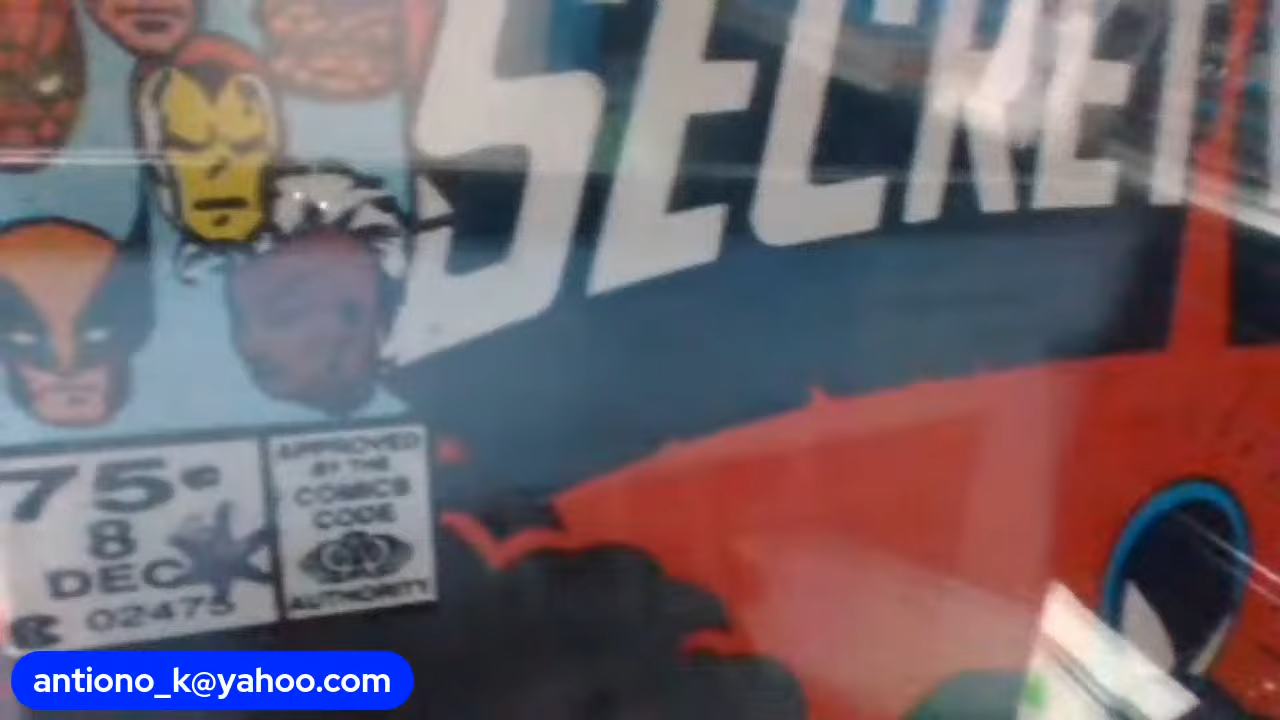 SECRET
75¢
8
DEC
02475
APPROVED
BY THE
COMICS
CODE
AUTHORITY
antiono_k@yahoo.com